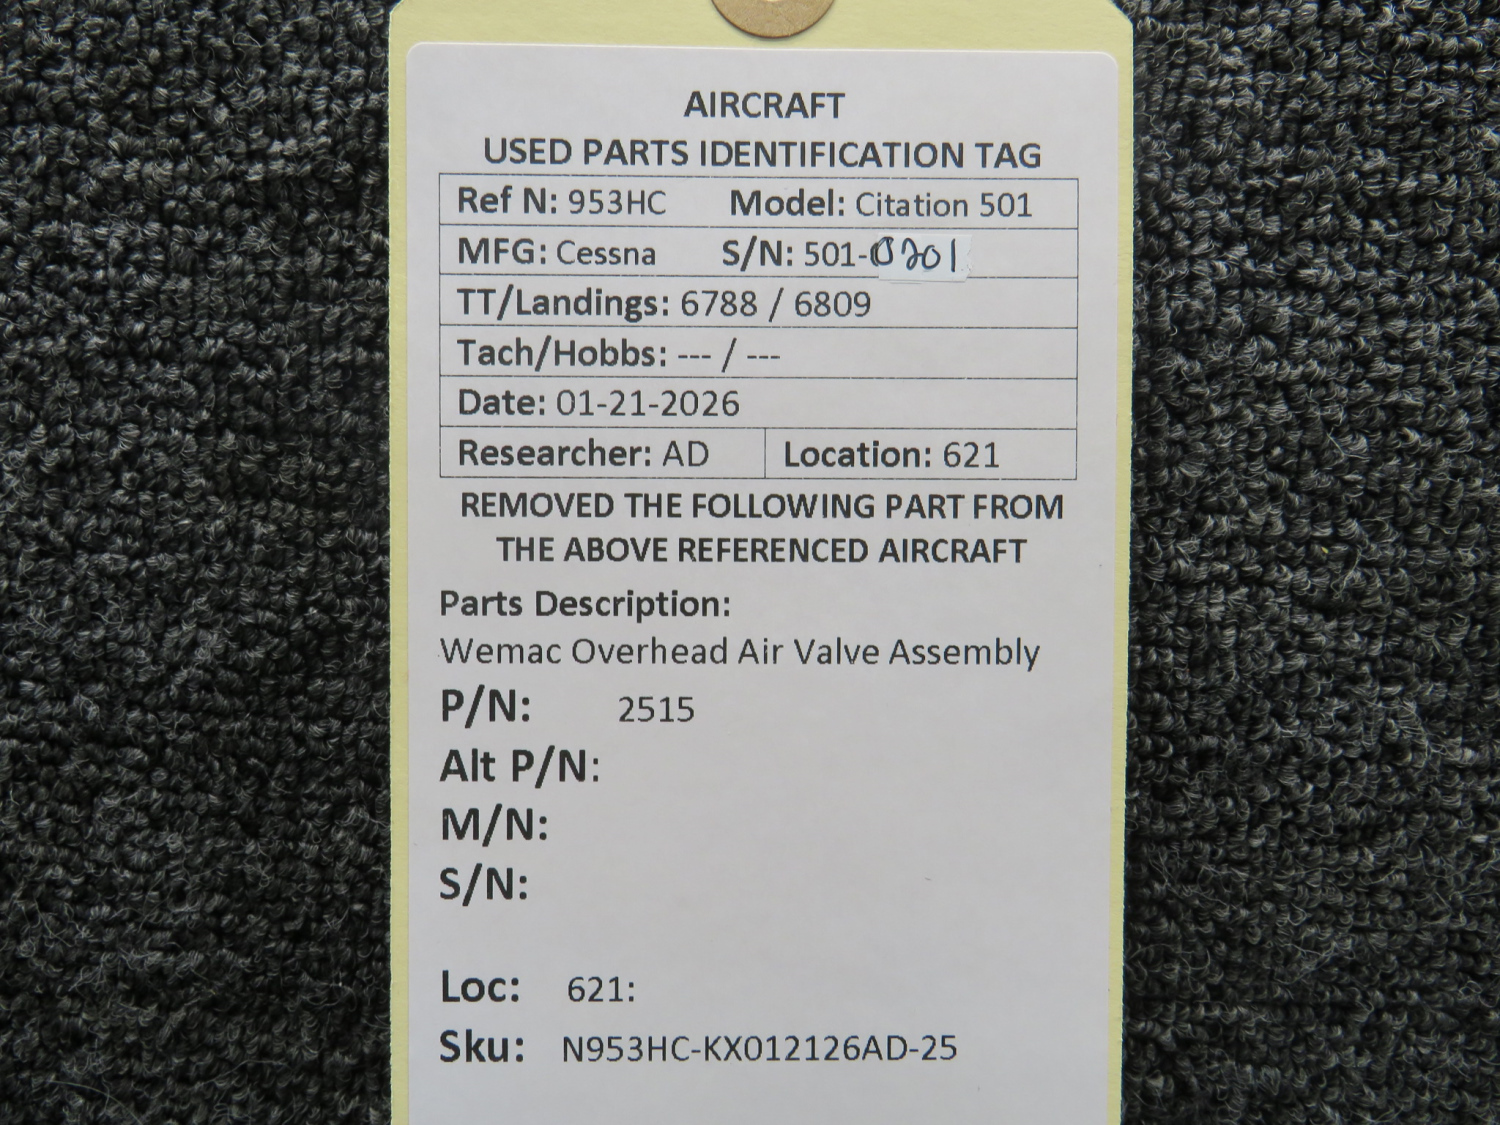 AIRCRAFT
USED PARTS IDENTIFICATION TAG
Ref N: 953HC Model: Citation 501
MFG: Cessna S/N: 501-0201
TT/Landings: 6788 / 6809
Tach/Hobbs: --- / ---
Date: 01-21-2026
Researcher: AD Location: 621
REMOVED THE FOLLOWING PART FROM
THE ABOVE REFERENCED AIRCRAFT
Parts Description:
Wemac Overhead Air Valve Assembly
P/N: 2515
Alt P/N:
M/N:
S/N:
Loc: 621:
Sku: N953HC-KX012126AD-25